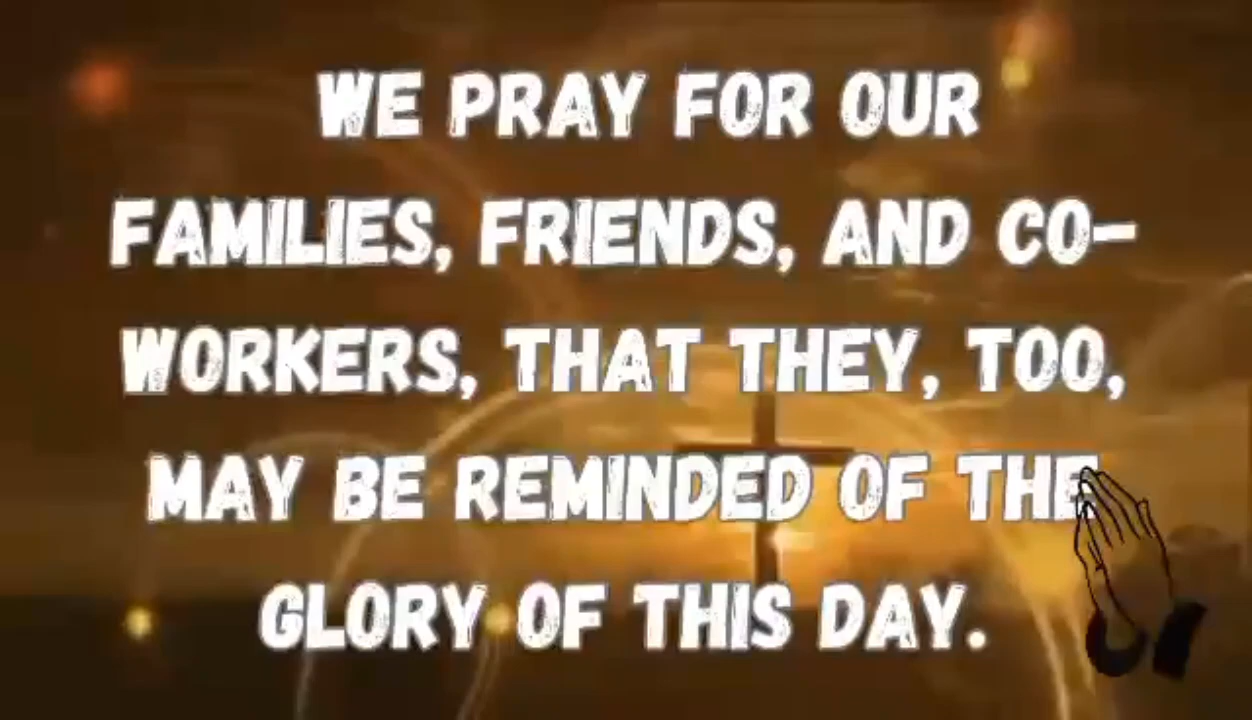 WE PRAY FOR OUR
FAMILIES, FRIENDS, AND CO-
WORKERS, THAT THEY, TOO,
MAY BE REMINDED OF THE
GLORY OF THIS DAY.